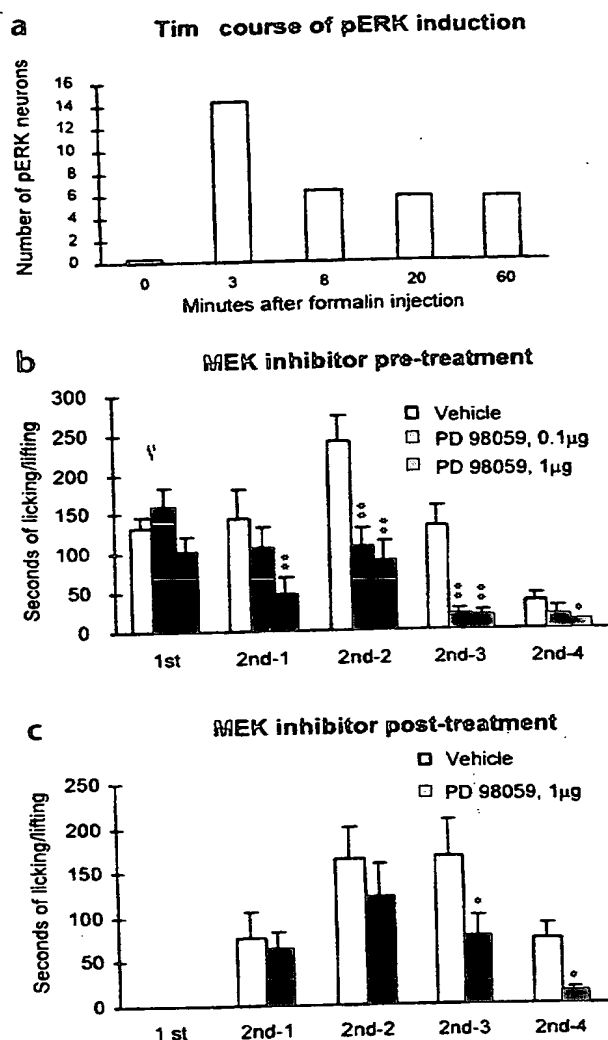 a
Tim course of pERK induction
Number of pERK neurons
16
14
12
10
8
6
4
2
0
0 3 8 20 60
Minutes after formalin injection
b
MEK inhibitor pre-treatment
Seconds of licking/lifting
300
250
200
150
100
50
0
Vehicle
PD 98059, 0.1µg
PD 98059, 1µg
1st 2nd-1 2nd-2 2nd-3 2nd-4
c
MEK inhibitor post-treatment
Seconds of licking/lifting
250
200
150
100
50
0
Vehicle
PD 98059, 1µg
1 st 2nd-1 2nd-2 2nd-3 2nd-4